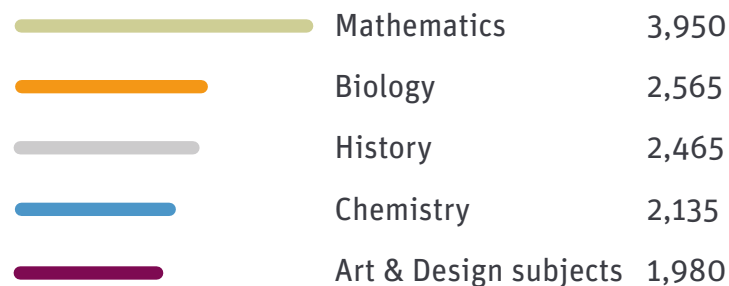 Mathematics 3,950
Biology 2,565
History 2,465
Chemistry 2,135
Art & Design subjects 1,980